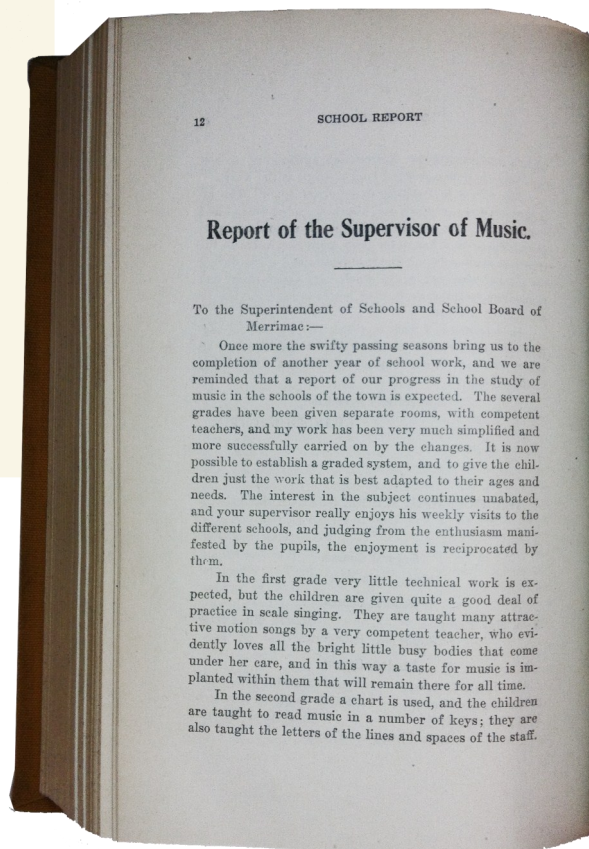 12 SCHOOL REPORT
Report of the Supervisor of Music.
To the Superintendent of Schools and School Board of
Merrimac:—
Once more the swifty passing seasons bring us to the
completion of another year of school work, and we are
reminded that a report of our progress in the study of
music in the schools of the town is expected. The several
grades have been given separate rooms, with competent
teachers, and my work has been very much simplified and
more successfully carried on by the changes. It is now
possible to establish a graded system, and to give the chil-
dren just the work that is best adapted to their ages and
needs. The interest in the subject continues unabated,
and your supervisor really enjoys his weekly visits to the
different schools, and judging from the enthusiasm mani-
fested by the pupils, the enjoyment is reciprocated by
them.
In the first grade very little technical work is ex-
pected, but the children are given quite a good deal of
practice in scale singing. They are taught many attrac-
tive motion songs by a very competent teacher, who evi-
dently loves all the bright little busy bodies that come
under her care, and in this way a taste for music is im-
planted within them that will remain there for all time.
In the second grade a chart is used, and the children
are taught to read music in a number of keys; they are
also taught the letters of the lines and spaces of the staff.